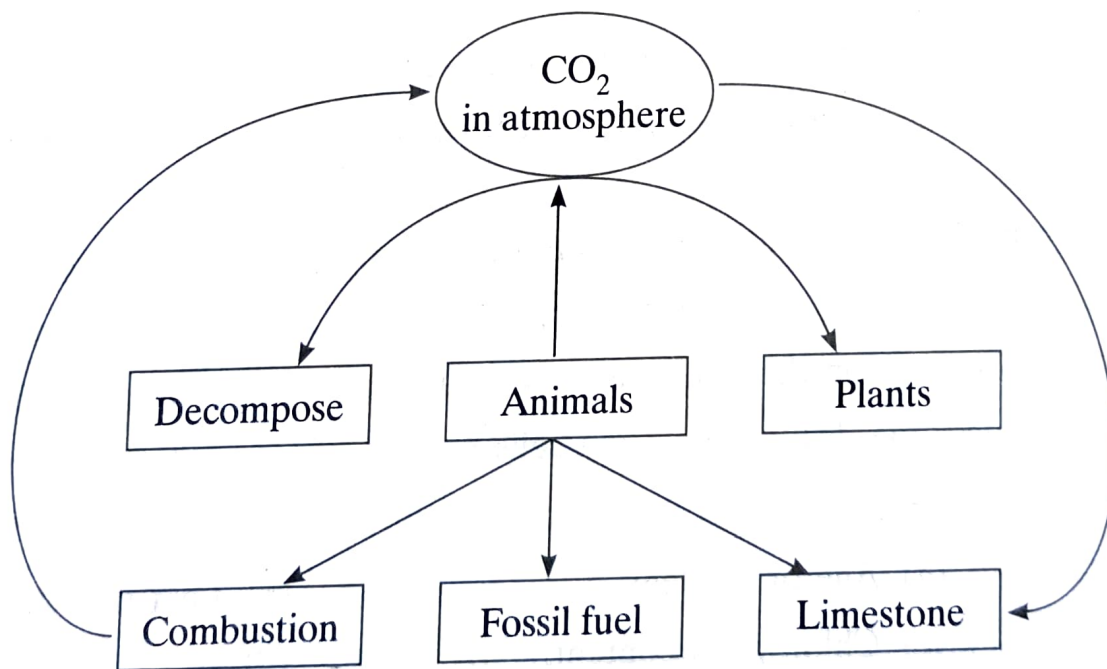 CO₂
in atmosphere
Decompose
Animals
Plants
Combustion
Fossil fuel
Limestone